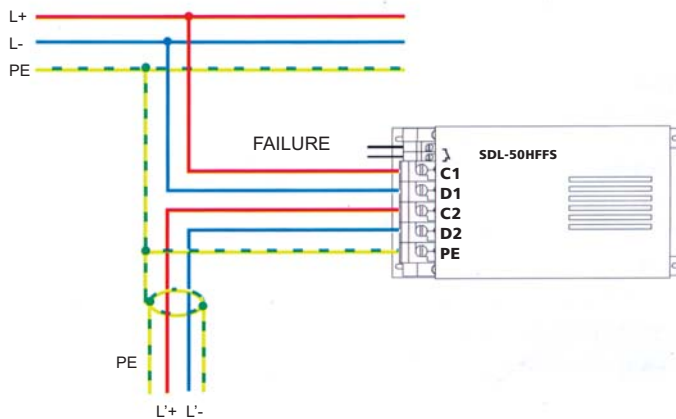 L+
L-
PE
FAILURE
SDL-50HFFS
C1
D1
C2
D2
PE
PE
L'+ L'-